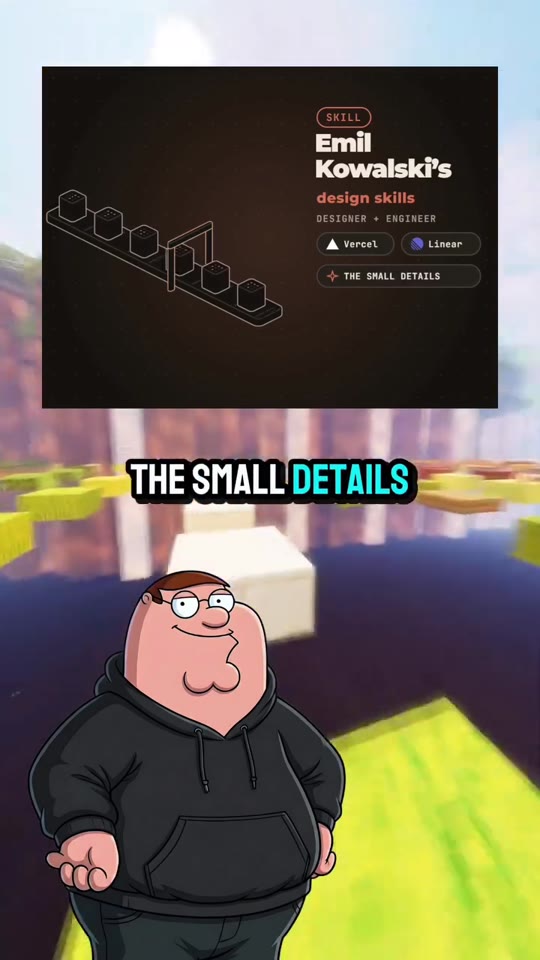 SKILL
Emil
Kowalski’s
design skills
DESIGNER + ENGINEER
Vercel
Linear
THE SMALL DETAILS
THE SMALL DETAILS